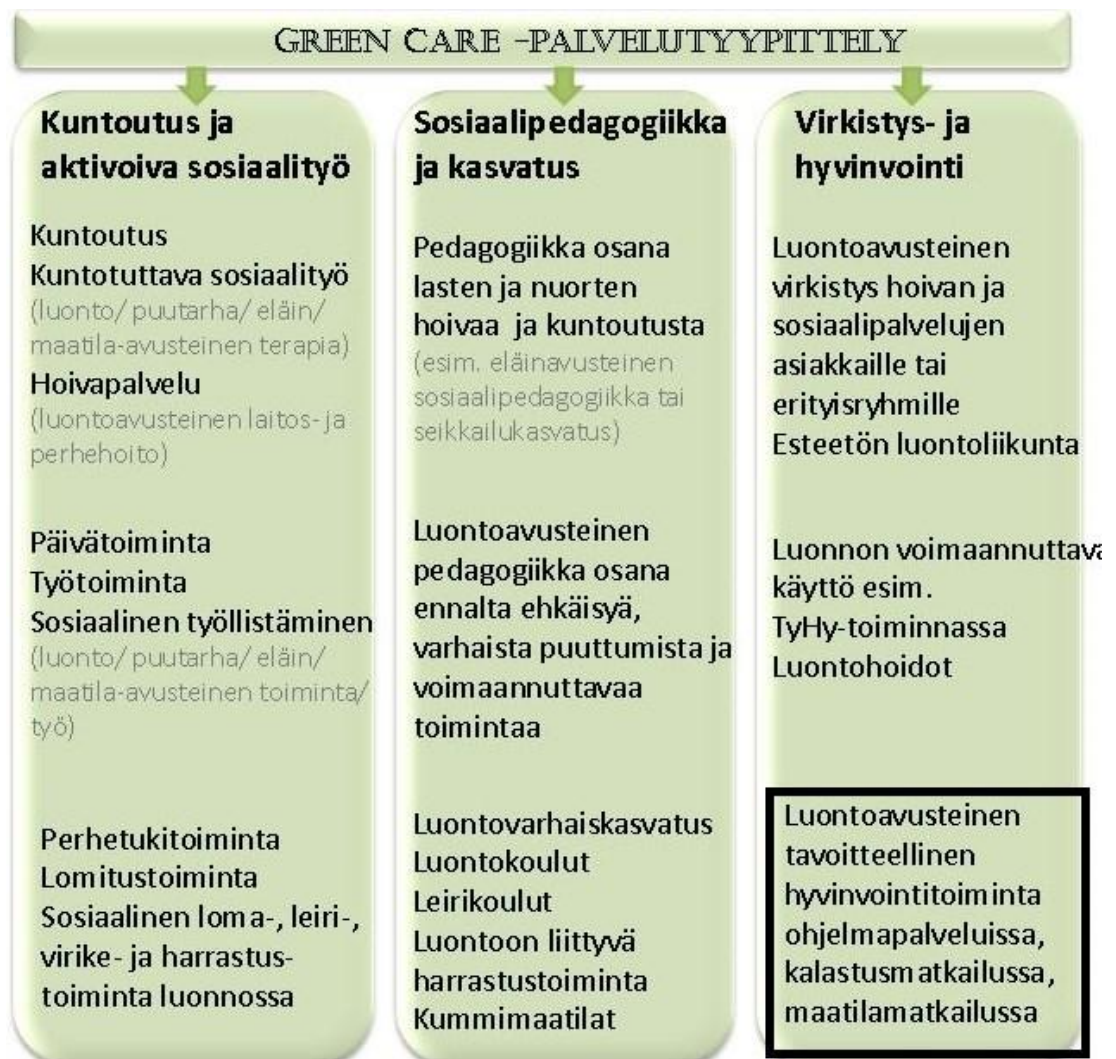 GREEN CARE -PALVELUTYYPITTELY
Kuntoutus ja
aktivoiva sosiaalityö
Kuntoutus
Kuntotuttava sosiaalityö
(luonto/ puutarha/ eläin/
maatila-avusteinen terapia)
Hoivapalvelu
(luontoavusteinen laitos- ja
perhehoito)
Päivätoiminta
Työtoiminta
Sosiaalinen työllistäminen
(luonto/ puutarha/ eläin/
maatila-avusteinen toiminta/
työ)
Perhetukitoiminta
Lomitustoiminta
Sosiaalinen loma-, leiri-,
virike- ja harrastus-
toiminta luonnossa
Sosiaalipedagogiikka
ja kasvatus
Pedagogiikka osana
lasten ja nuorten
hoivaa ja kuntoutusta
(esim. eläinavusteinen
sosiaalipedagogiikka tai
seikkailukasvatus)
Luontoavusteinen
pedagogiikka osana
ennalta ehkäisyä,
varhaista puuttumista ja
voimaannuttavaa
toimintaa
Luontovarhaiskasvatus
Luontokoulut
Leirikoulut
Luontoon liittyvä
harrastustoiminta
Kummimaatilat
Virkistys- ja
hyvinvointi
Luontoavusteinen
virkistys hoivan ja
sosiaalipalvelujen
asiakkaille tai
erityisryhmille
Esteetön luontoliikunta
Luonnon voimaannuttava
käyttö esim.
TyHy-toiminnassa
Luontohoidot
Luontoavusteinen
tavoitteellinen
hyvinvointitoiminta
ohjelmapalveluissa,
kalastusmatkailussa,
maatilamatkailussa